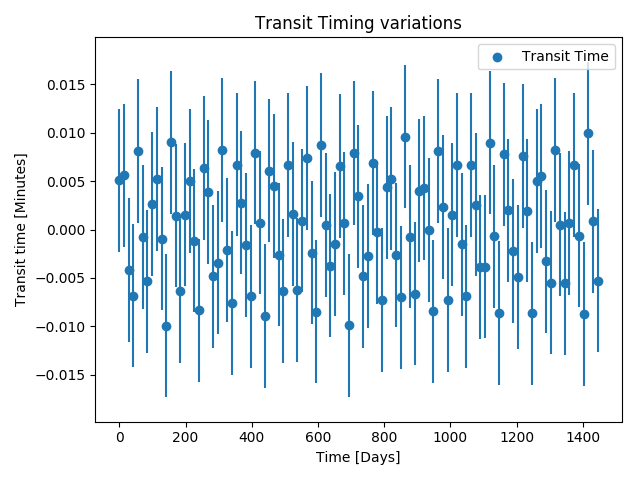 Transit Timing variations
Transit Time
0.015
0.010
0.005
0.000
−0.005
−0.010
−0.015
Transit time [Minutes]
0 200 400 600 800 1000 1200 1400
Time [Days]